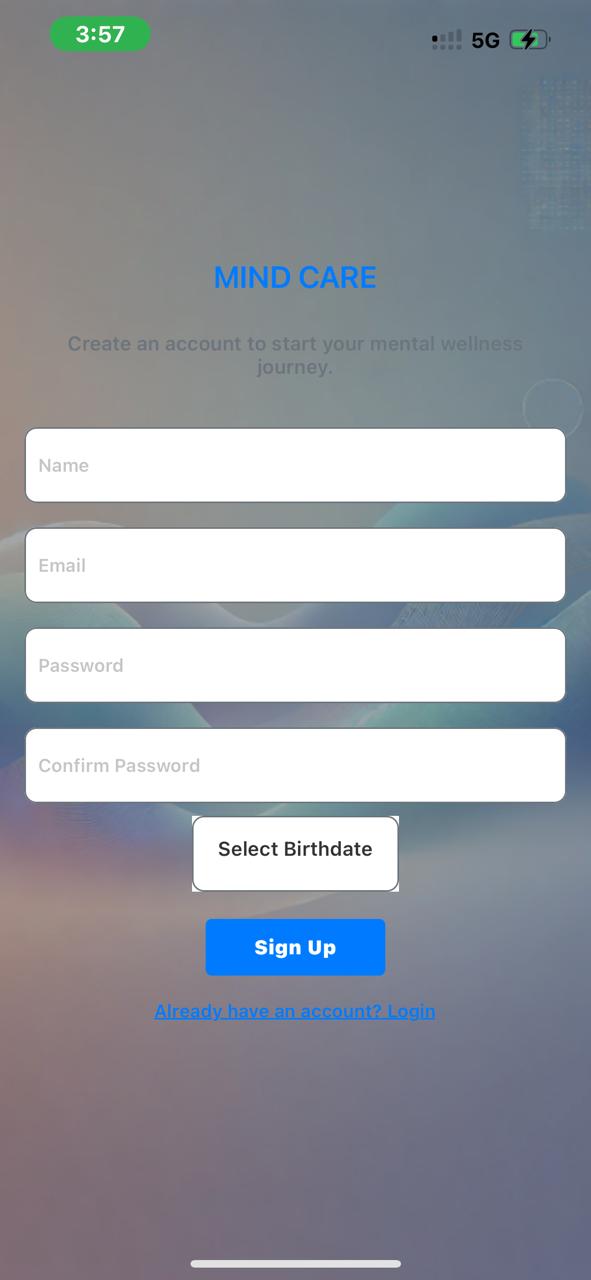 3:57
5G
MIND CARE
Create an account to start your mental wellness
journey.
Name
Email
Password
Confirm Password
Select Birthdate
Sign Up
Already have an account? Login